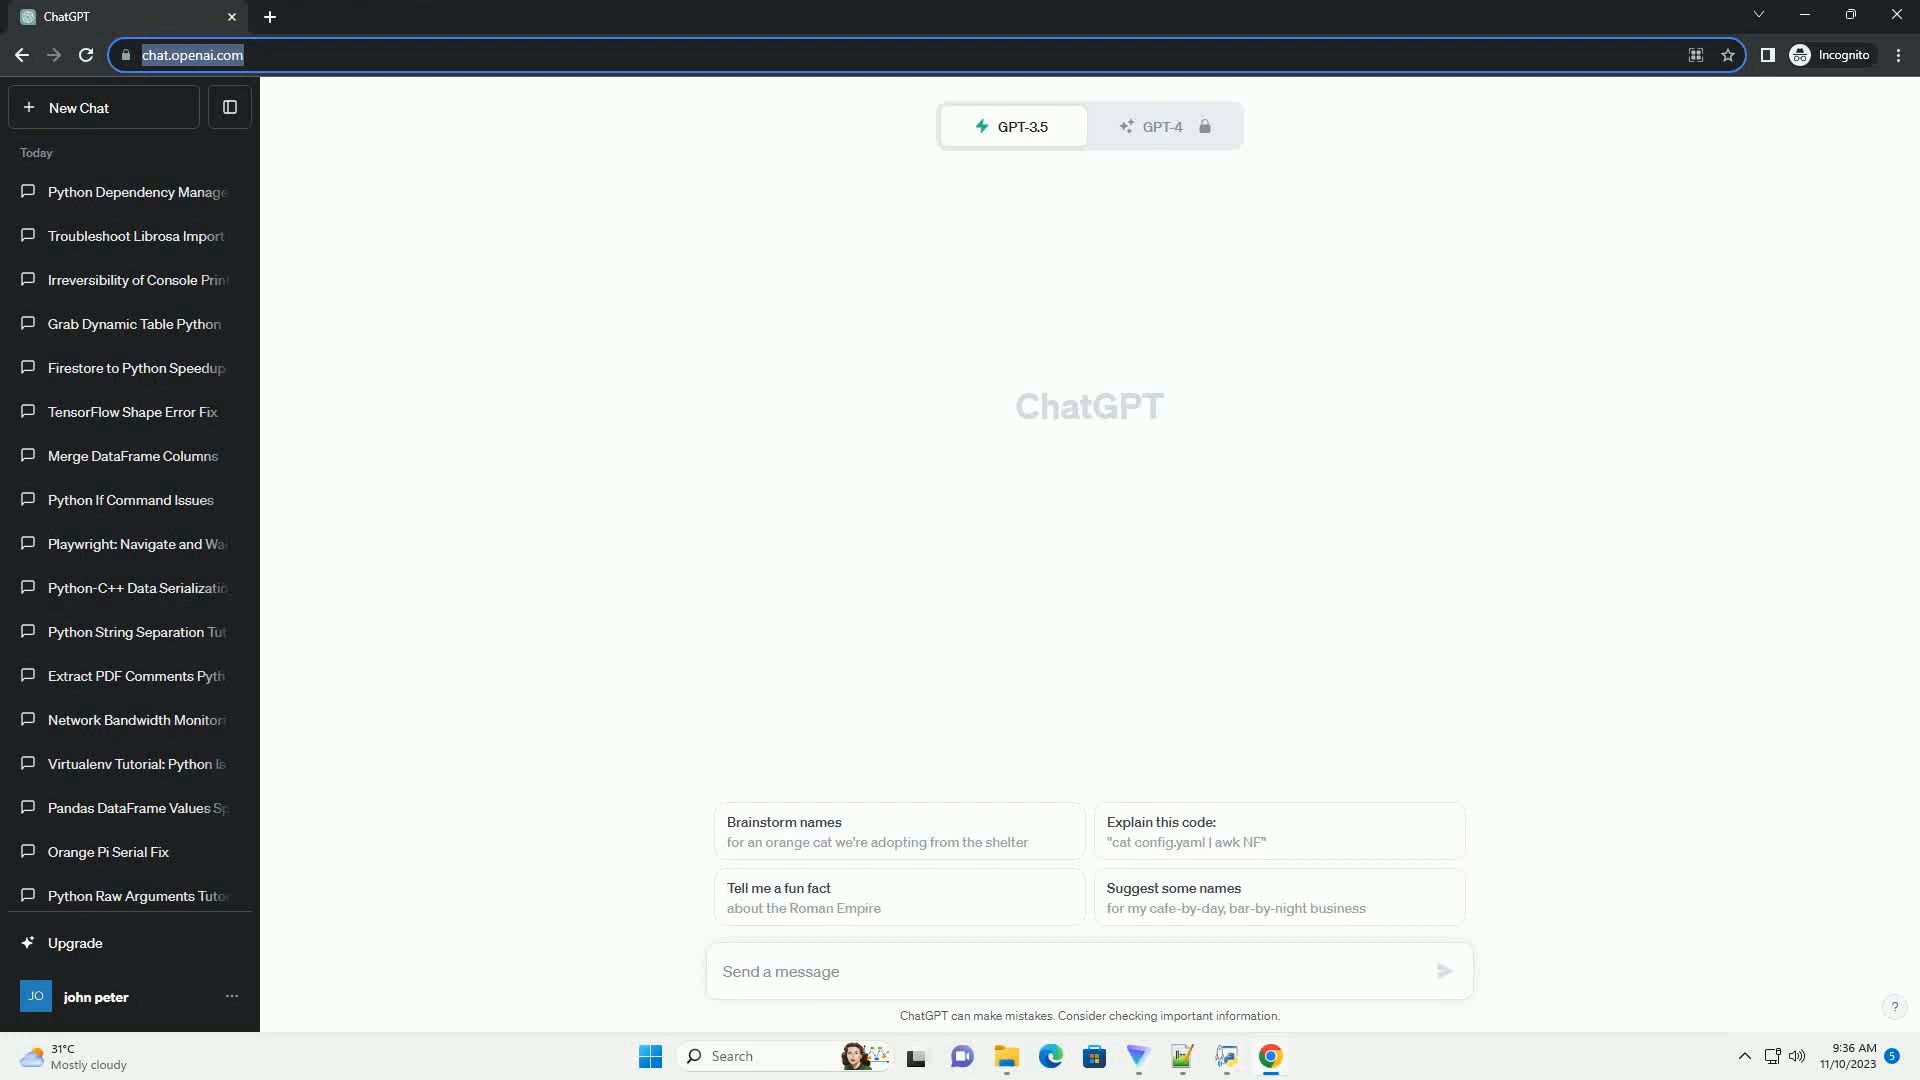 ChatGPT
chat.openai.com
Incognito
New Chat
Today
Python Dependency Manage
Troubleshoot Librosa Import
Irreversibility of Console Prin
Grab Dynamic Table Python
Firestore to Python Speedup
TensorFlow Shape Error Fix
Merge DataFrame Columns
Python If Command Issues
Playwright: Navigate and Wa
Python-C++ Data Serializatio
Python String Separation Tut
Extract PDF Comments Pyth
Network Bandwidth Monitor
Virtualenv Tutorial: Python Is
Pandas DataFrame Values Sp
Orange Pi Serial Fix
Python Raw Arguments Tuto
Upgrade
JO
john peter
GPT-3.5
GPT-4
ChatGPT
Brainstorm names
for an orange cat we're adopting from the shelter
Explain this code:
"cat config.yaml | awk NF"
Tell me a fun fact
about the Roman Empire
Suggest some names
for my cafe-by-day, bar-by-night business
Send a message
ChatGPT can make mistakes. Consider checking important information.
?
31°C
Mostly cloudy
Search
9:36 AM
11/10/2023
5